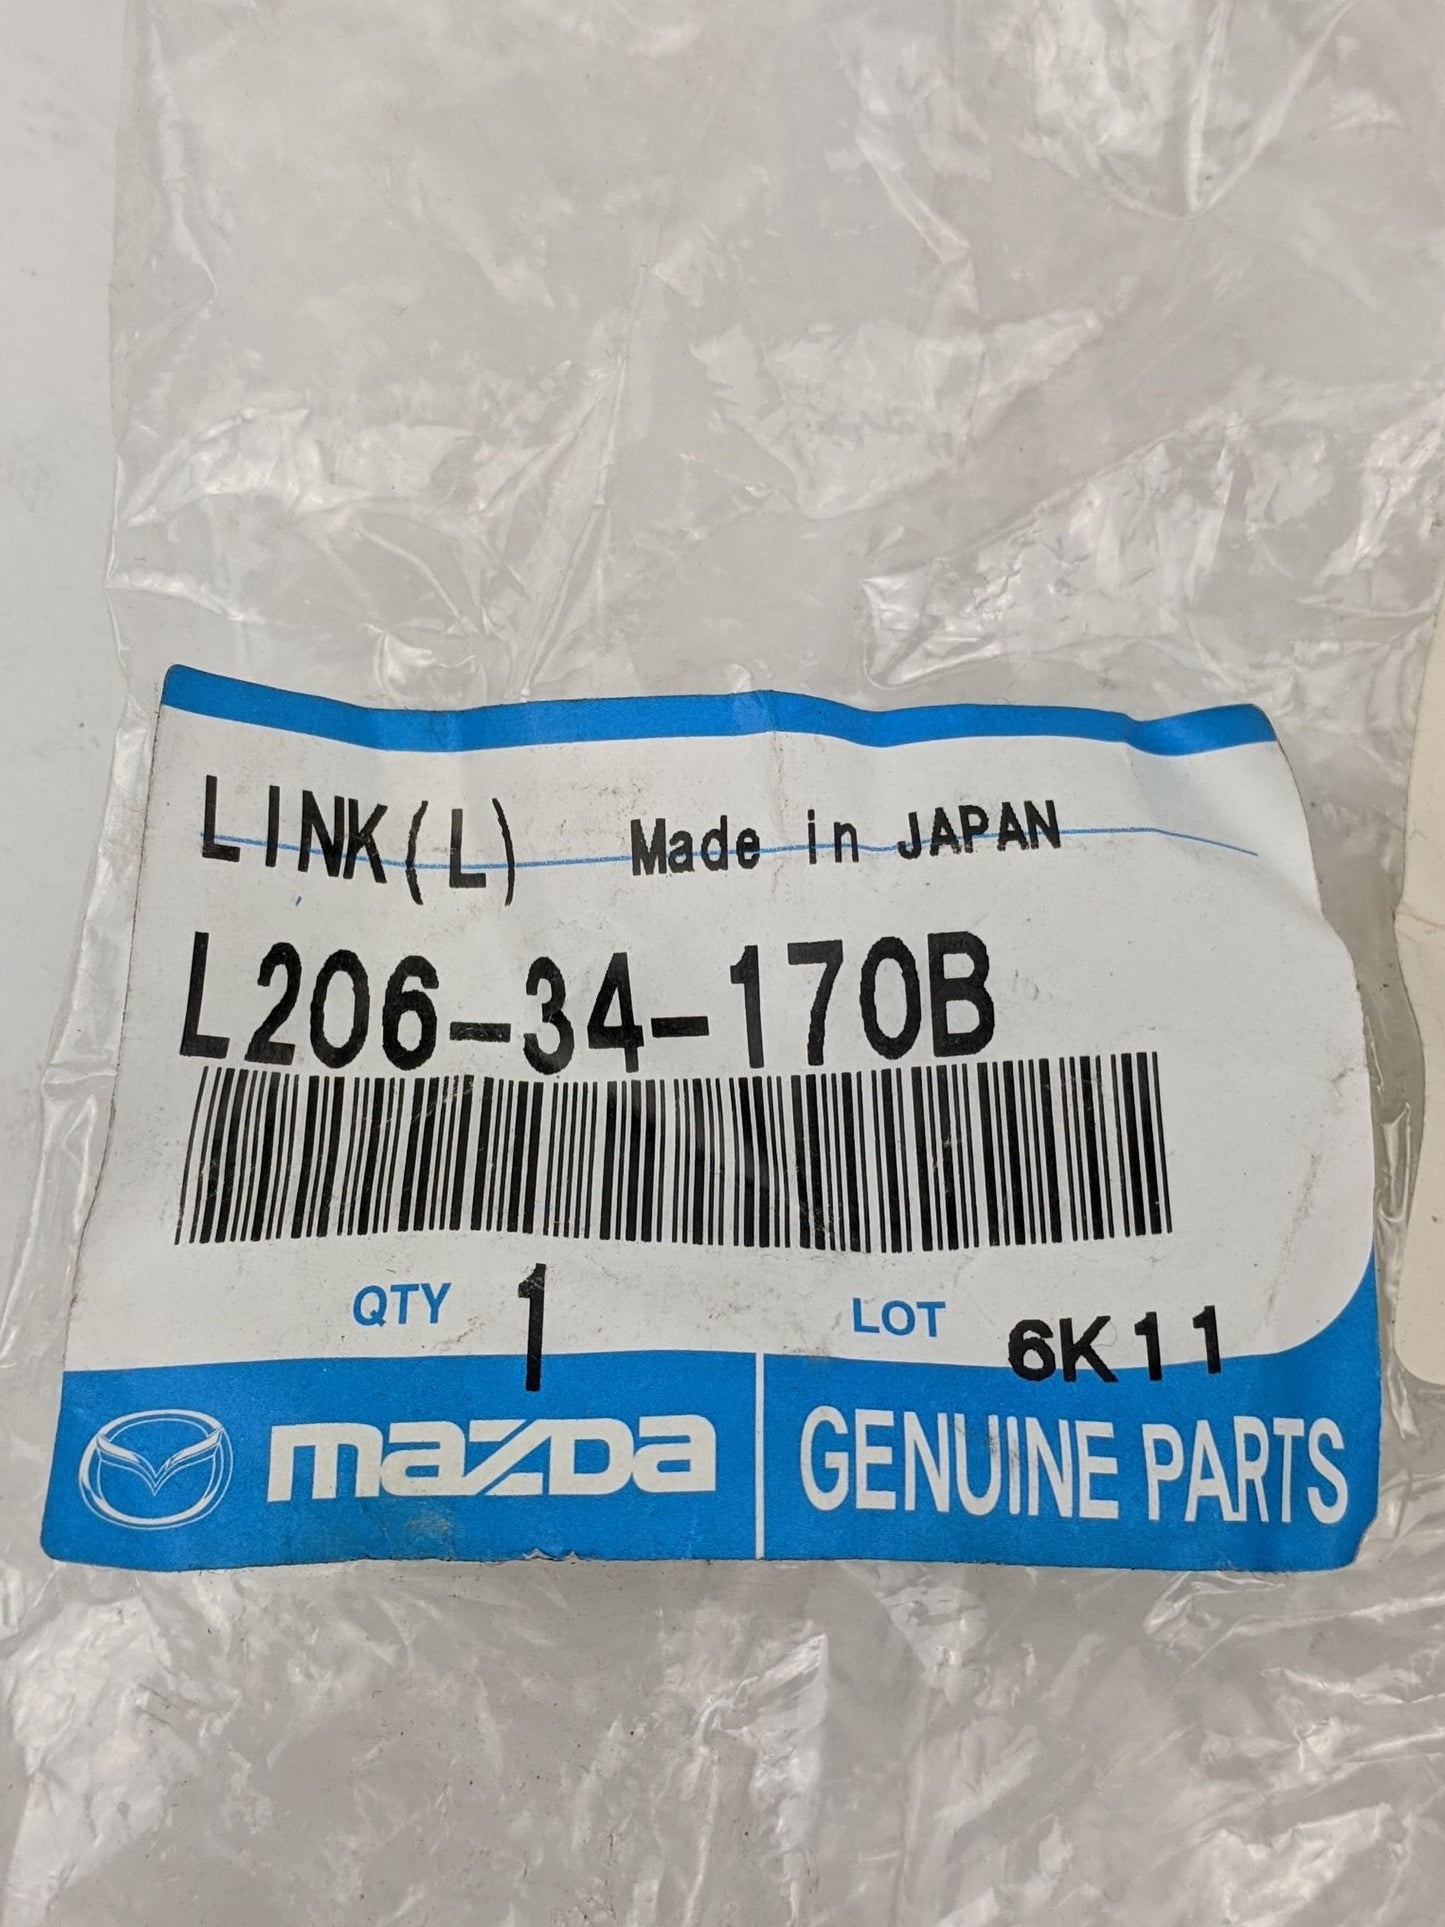 LINK(L) Made in JAPAN
L206-34-170B
QTY 1 LOT 6K11
mazda GENUINE PARTS